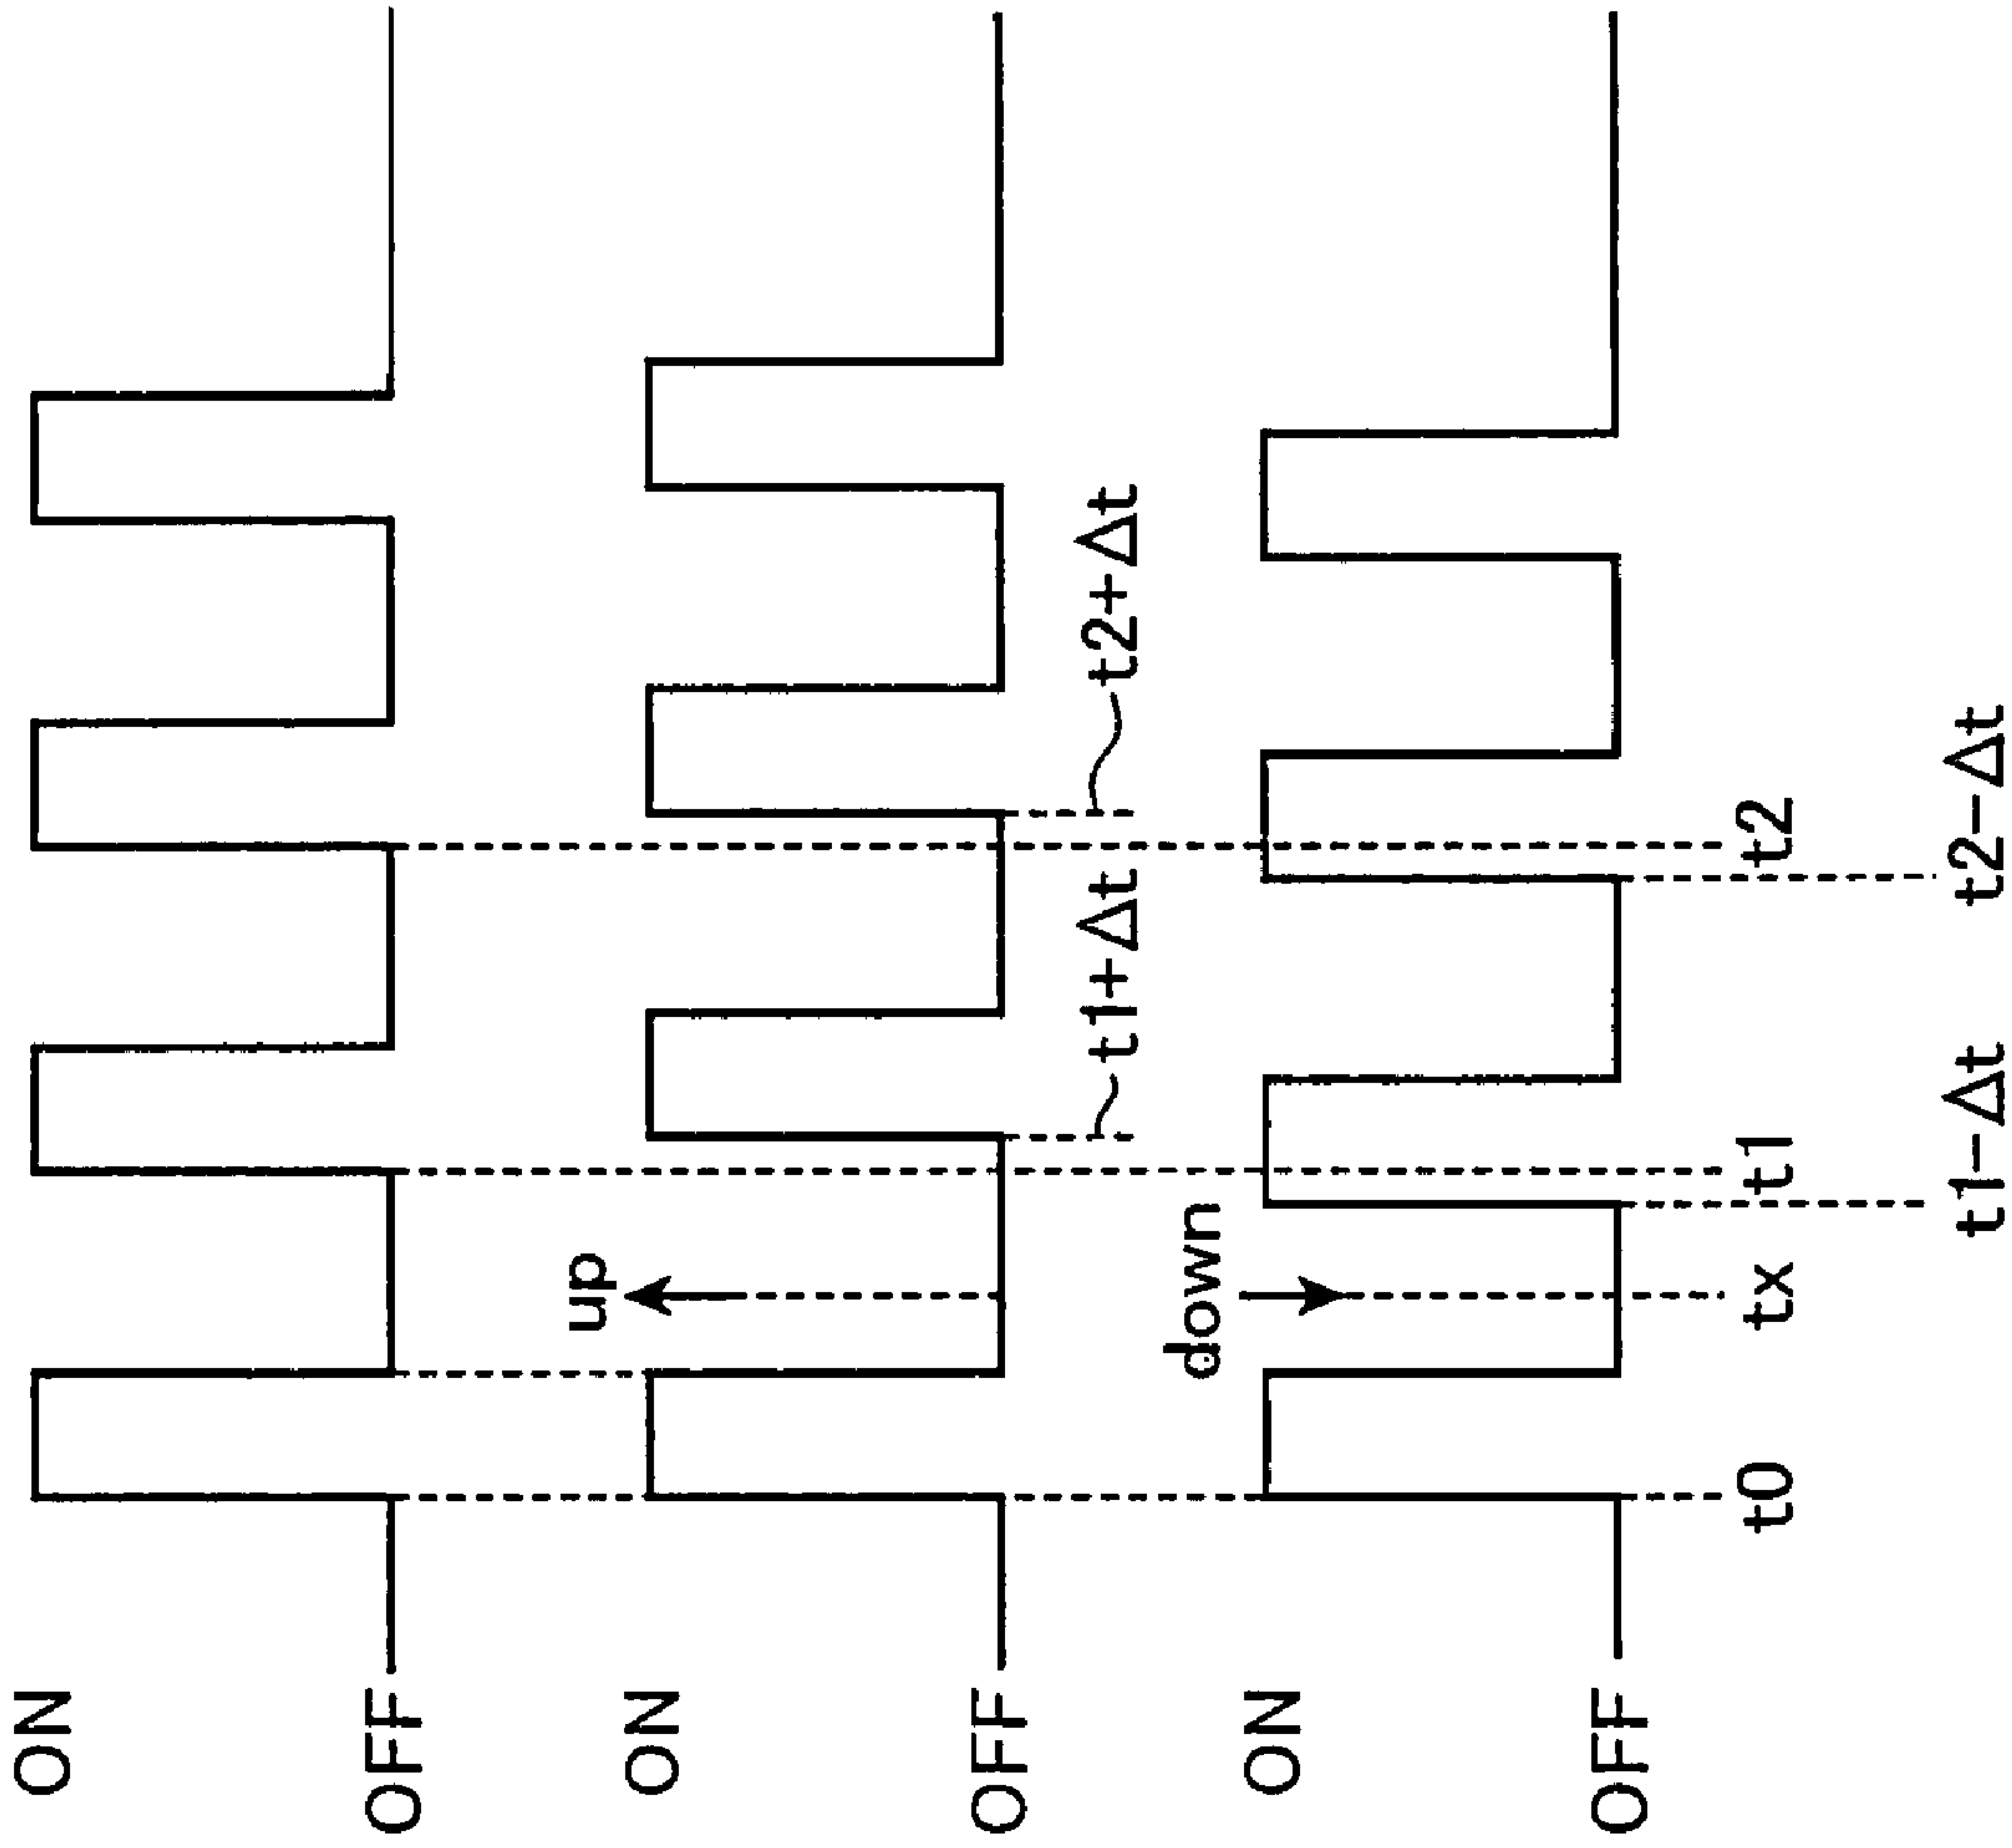 ON
OFF
up
ON
OFF
t1+Δt
t2+Δt
down
ON
OFF
t0
tx
t1
t2
t1-Δt
t2-Δt